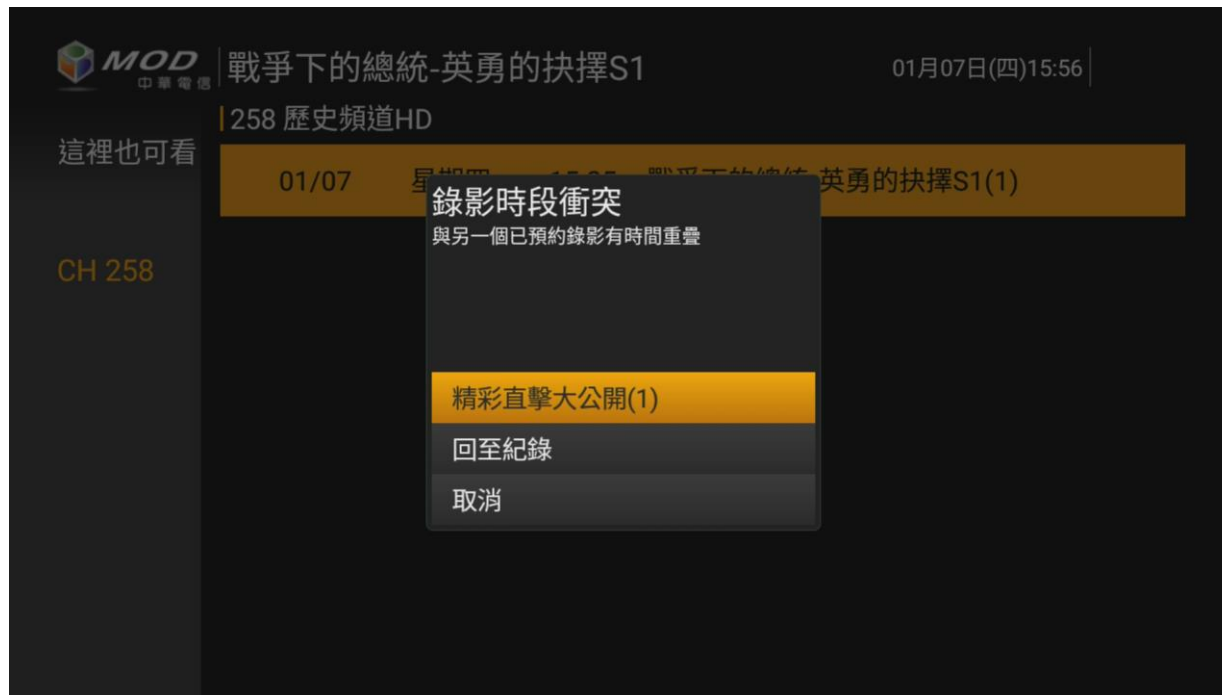 MOD
中華電信
戰爭下的總統-英勇的抉擇S1
01月07日(四)15:56
258 歷史頻道HD
這裡也可看
01/07 英勇的抉擇S1(1)
CH 258
錄影時段衝突
與另一個已預約錄影有時間重疊
精彩直擊大公開(1)
回至紀錄
取消